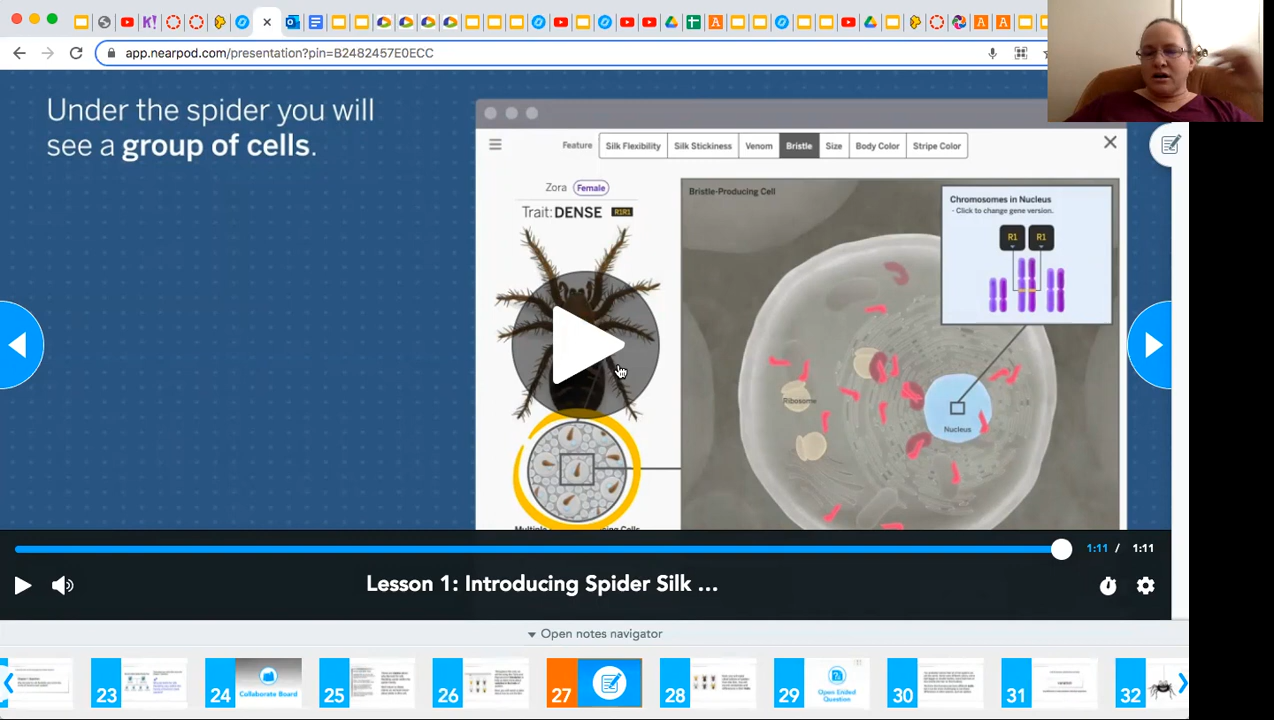 app.nearpod.com/presentation?pin=B2482457E0ECC
Under the spider you will
see a group of cells.
Feature Silk Flexibility Silk Stickiness Venom Bristle Size Body Color Stripe Color
Zora Female
Trait: DENSE R1R1
Bristle-Producing Cell
Chromosomes in Nucleus
- Click to change gene version.
R1 R1
Ribosome
Nucleus
1:11 / 1:11
Lesson 1: Introducing Spider Silk ...
Open notes navigator
23
24
Collaborate Board
25
26
27
28
29
Open Ended
Question
30
31
32